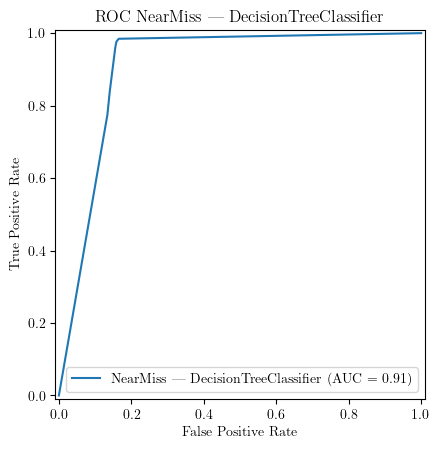 ROC NearMiss — DecisionTreeClassifier
1.0
0.8
0.6
0.4
0.2
0.0
True Positive Rate
NearMiss — DecisionTreeClassifier (AUC = 0.91)
0.0 0.2 0.4 0.6 0.8 1.0
False Positive Rate